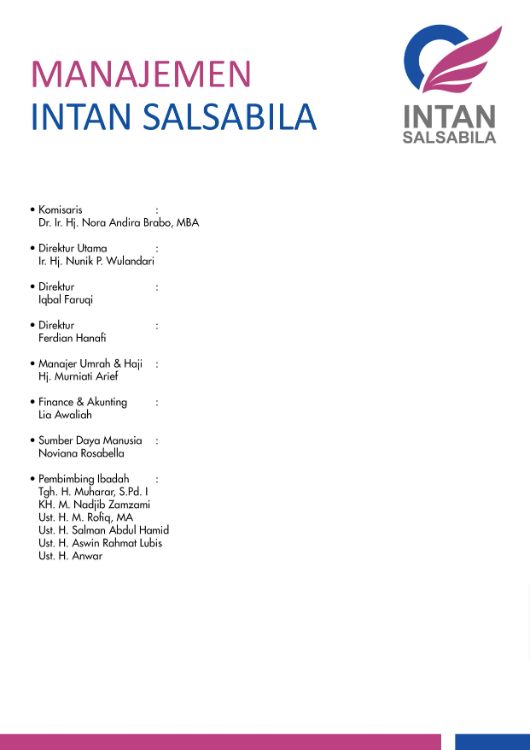 MANAJEMEN
INTAN SALSABILA
INTAN
SALSABILA
• Komisaris :
Dr. Ir. Hj. Nora Andira Brabo, MBA
• Direktur Utama :
Ir. Hj. Nunik P. Wulandari
• Direktur :
Iqbal Faruqi
• Direktur :
Ferdian Hanafi
• Manajer Umrah & Haji :
Hj. Murniati Arief
• Finance & Akunting :
Lia Awaliah
• Sumber Daya Manusia :
Noviana Rosabella
• Pembimbing Ibadah :
Tgh. H. Muharar, S.Pd. I
KH. M. Nadjib Zamzami
Ust. H. M. Rofiq, MA
Ust. H. Salman Abdul Hamid
Ust. H. Aswin Rahmat Lubis
Ust. H. Anwar